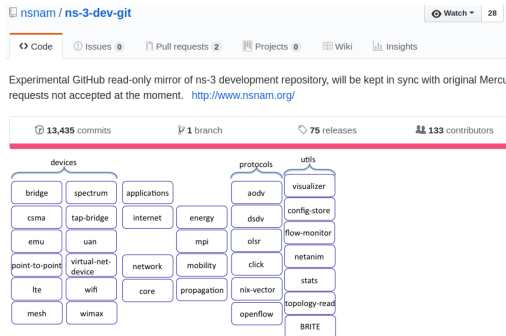 nsnam / ns-3-dev-git
Watch 28
Code Issues 0 Pull requests 2 Projects 0 Wiki Insights
Experimental GitHub read-only mirror of ns-3 development repository, will be kept in sync with original Mercu
requests not accepted at the moment. http://www.nsnam.org/
13,435 commits 1 branch 75 releases 133 contributors
devices protocols utils
bridge spectrum applications aodv visualizer
csma tap-bridge internet energy dsdv config-store
emu uan mpi olsr flow-monitor
point-to-point virtual-net-
device network mobility click netanim
lte wifi core propagation nix-vector stats
mesh wimax openflow topology-read
BRITE